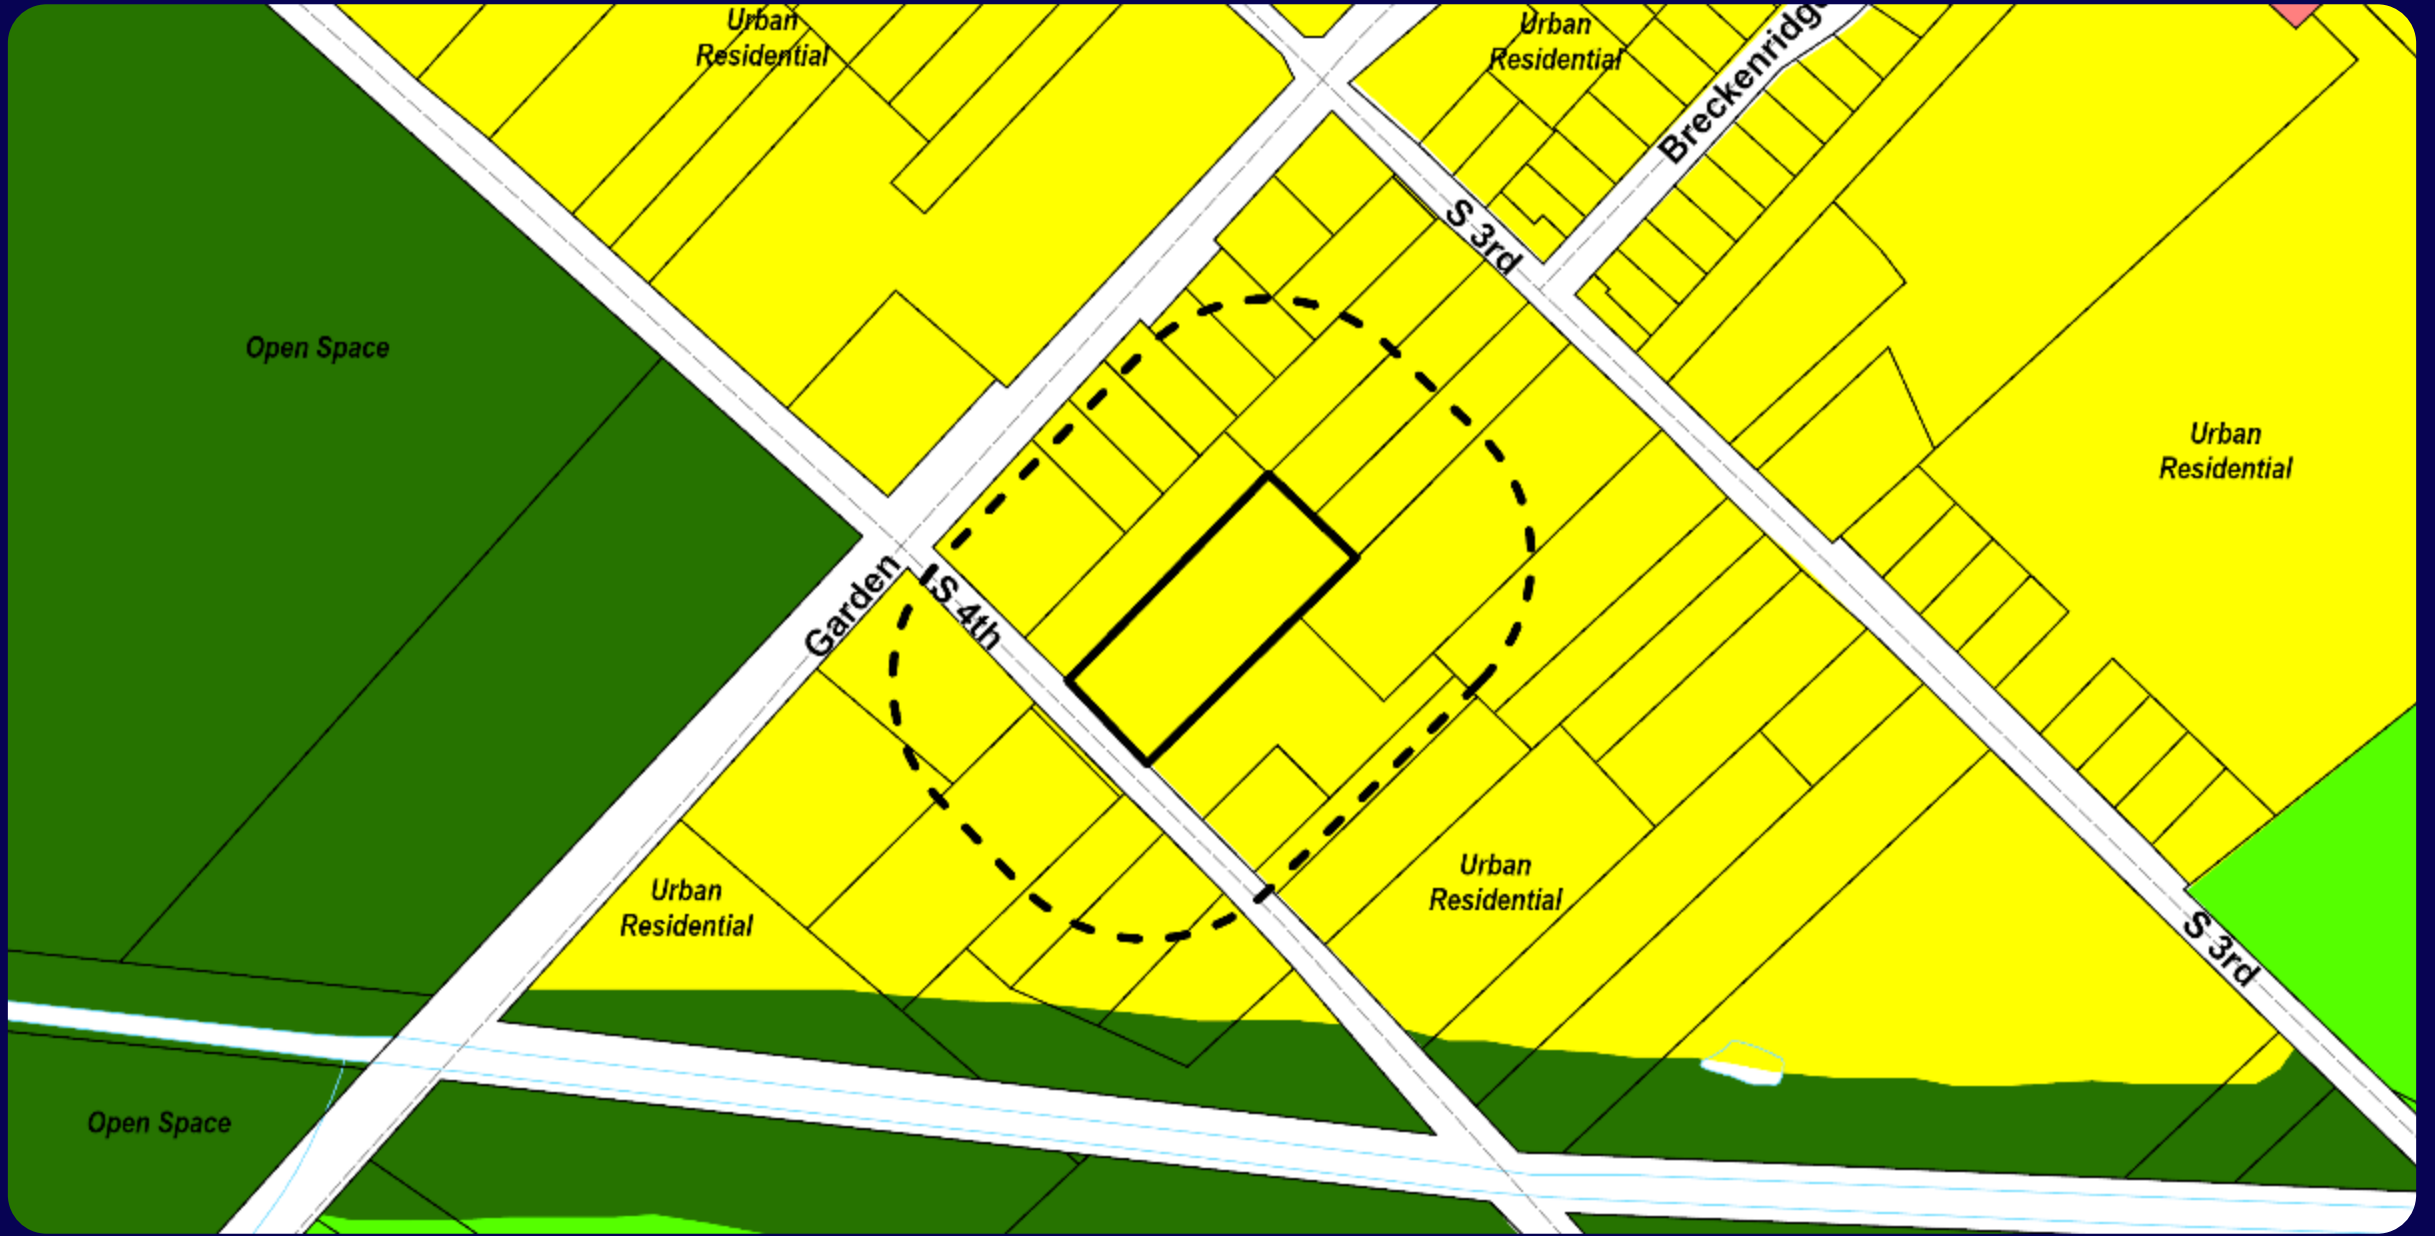 Urban
Residential
Urban
Residential
Breckenridge
S 3rd
Open Space
Urban
Residential
Garden
S 4th
Urban
Residential
Urban
Residential
S 3rd
Open Space